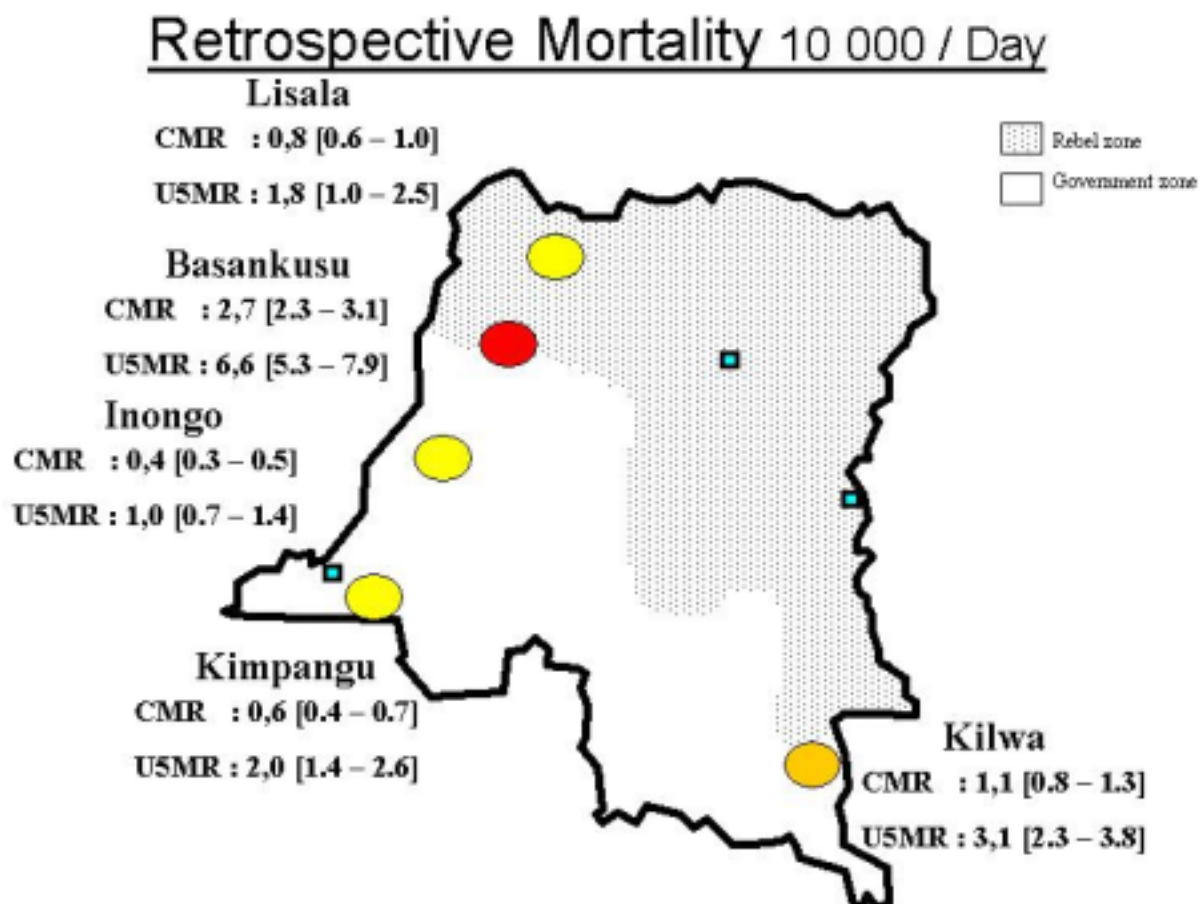 Retrospective Mortality 10 000 / Day
Lisala
CMR : 0,8 [0.6 – 1.0]
U5MR : 1,8 [1.0 – 2.5]
Rebel zone
Government zone
Basankusu
CMR : 2,7 [2.3 – 3.1]
U5MR : 6,6 [5.3 – 7.9]
Inongo
CMR : 0,4 [0.3 – 0.5]
U5MR : 1,0 [0.7 – 1.4]
Kimpangu
CMR : 0,6 [0.4 – 0.7]
U5MR : 2,0 [1.4 – 2.6]
Kilwa
CMR : 1,1 [0.8 – 1.3]
U5MR : 3,1 [2.3 – 3.8]